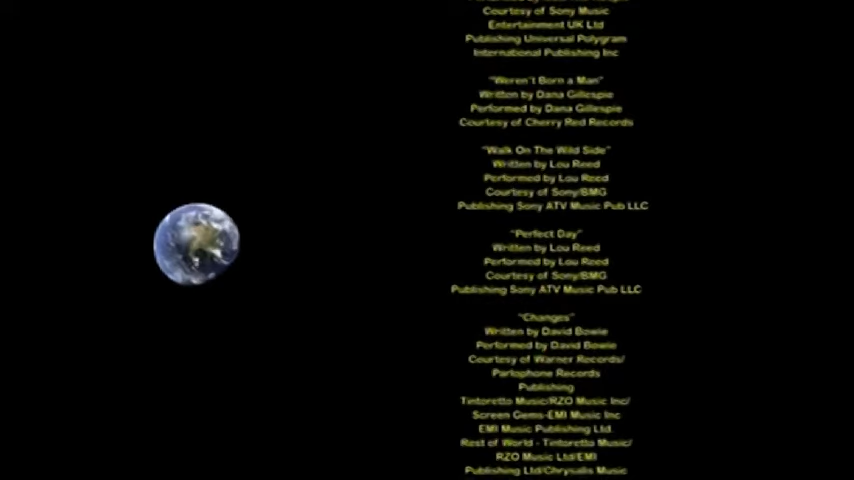 Courtesy of Sony Music
Entertainment UK Ltd
Publishing Universal Polygram
International Publishing Inc
"Weren't Born a Man"
Written by Dana Gillespie
Performed by Dana Gillespie
Courtesy of Cherry Red Records
"Walk On The Wild Side"
Written by Lou Reed
Performed by Lou Reed
Courtesy of Sony/BMG
Publishing Sony ATV Music Pub LLC
"Perfect Day"
Written by Lou Reed
Performed by Lou Reed
Courtesy of Sony/BMG
Publishing Sony ATV Music Pub LLC
"Changes"
Written by David Bowie
Performed by David Bowie
Courtesy of Warner Records/
Parlophone Records
Publishing
Tintoretto Music/RZO Music Inc/
Screen Gems-EMI Music Inc
EMI Music Publishing Ltd.
Rest of World - Tintoretto Music/
RZO Music Ltd/EMI
Publishing Ltd/Chrysalis Music